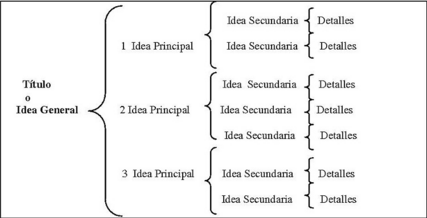 Título
o
Idea General
1 Idea Principal
Idea Secundaria Detalles
Idea Secundaria Detalles
2 Idea Principal
Idea Secundaria Detalles
Idea Secundaria Detalles
Idea Secundaria Detalles
3 Idea Principal
Idea Secundaria Detalles
Idea Secundaria Detalles